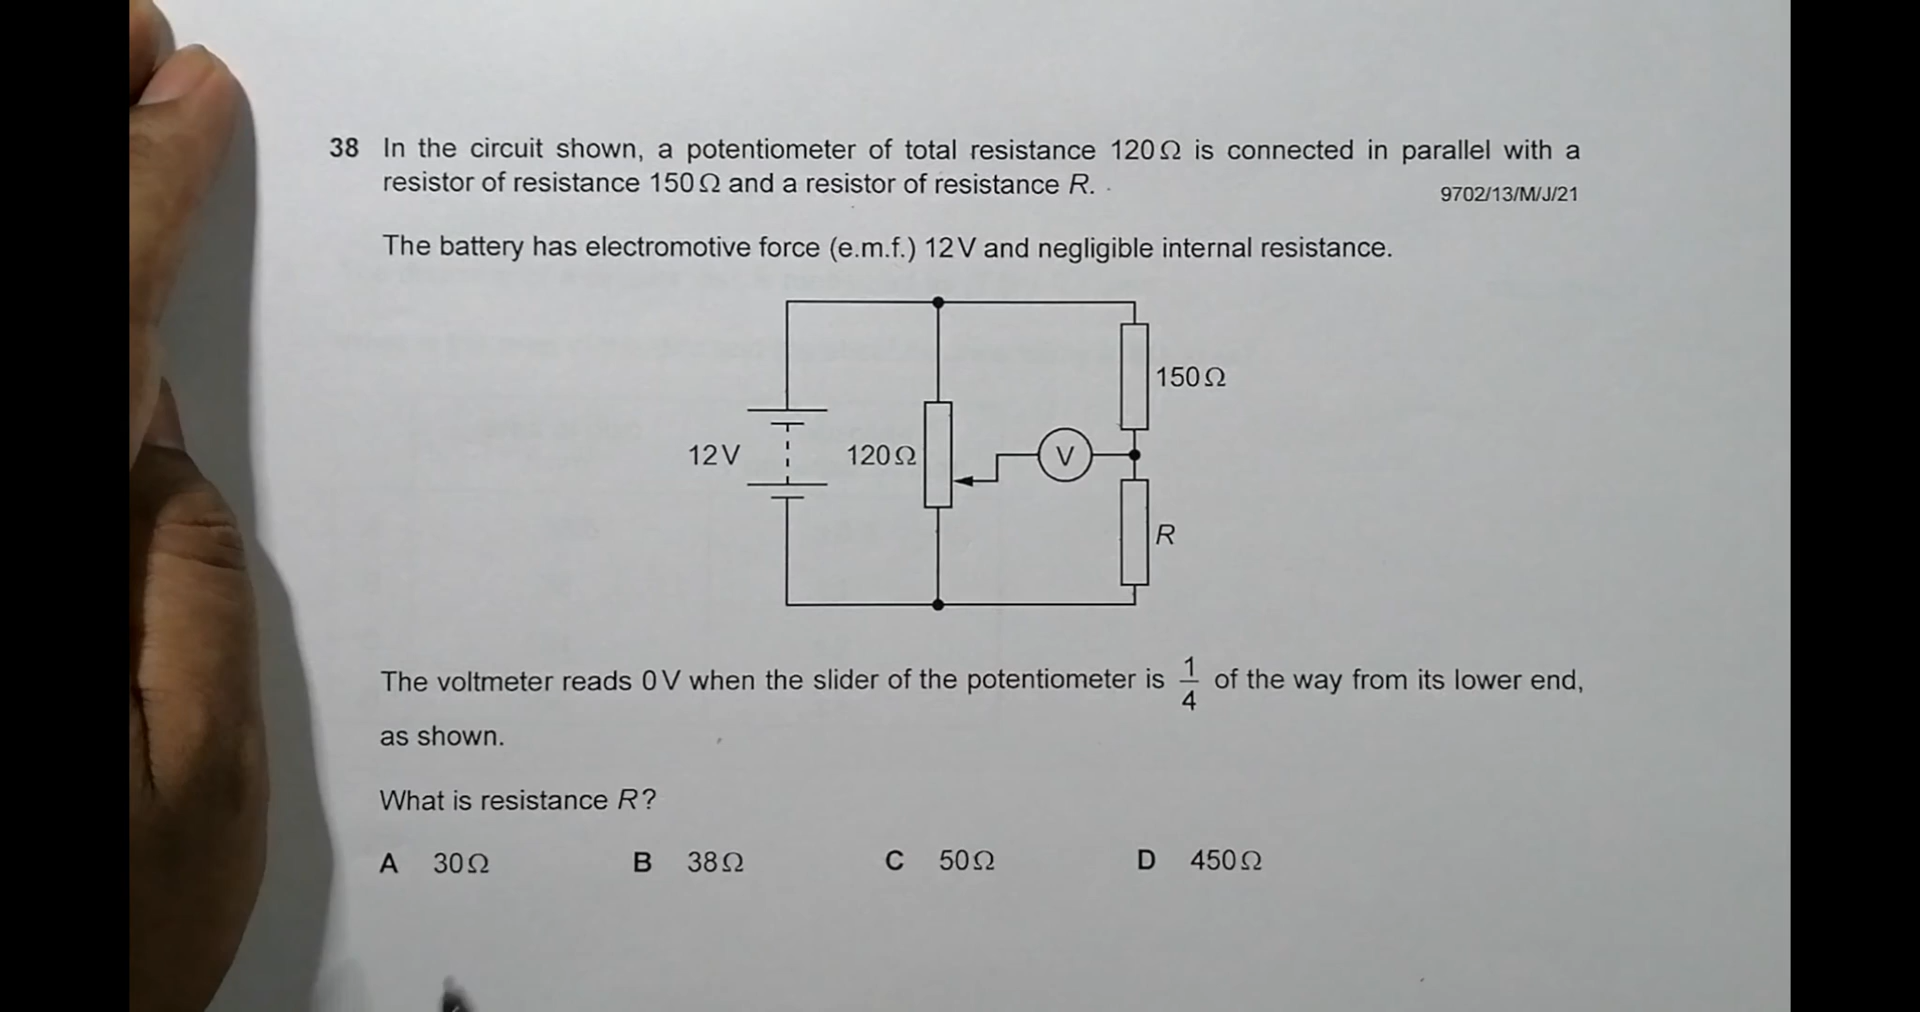 38 In the circuit shown, a potentiometer of total resistance 120Ω is connected in parallel with a
resistor of resistance 150Ω and a resistor of resistance R.
9702/13/M/J/21
The battery has electromotive force (e.m.f.) 12V and negligible internal resistance.
150Ω
12V
120Ω
V
R
The voltmeter reads 0V when the slider of the potentiometer is 1/4 of the way from its lower end,
as shown.
What is resistance R?
A 30Ω B 38Ω C 50Ω D 450Ω